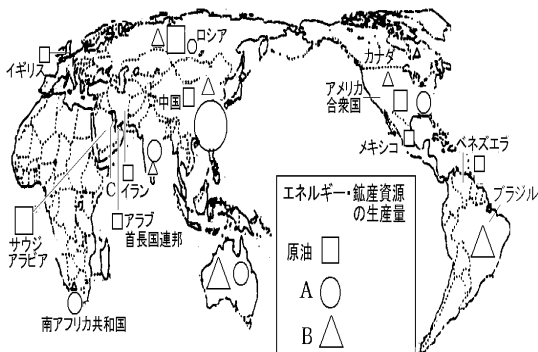 ロシア
イギリス
中国
カナダ
アメリカ
合衆国
メキシコ
ベネズエラ
ブラジル
C
イラン
アラブ
首長国連邦
サウジ
アラビア
南アフリカ共和国
エネルギー・鉱産資源
の生産量
原油
A
B